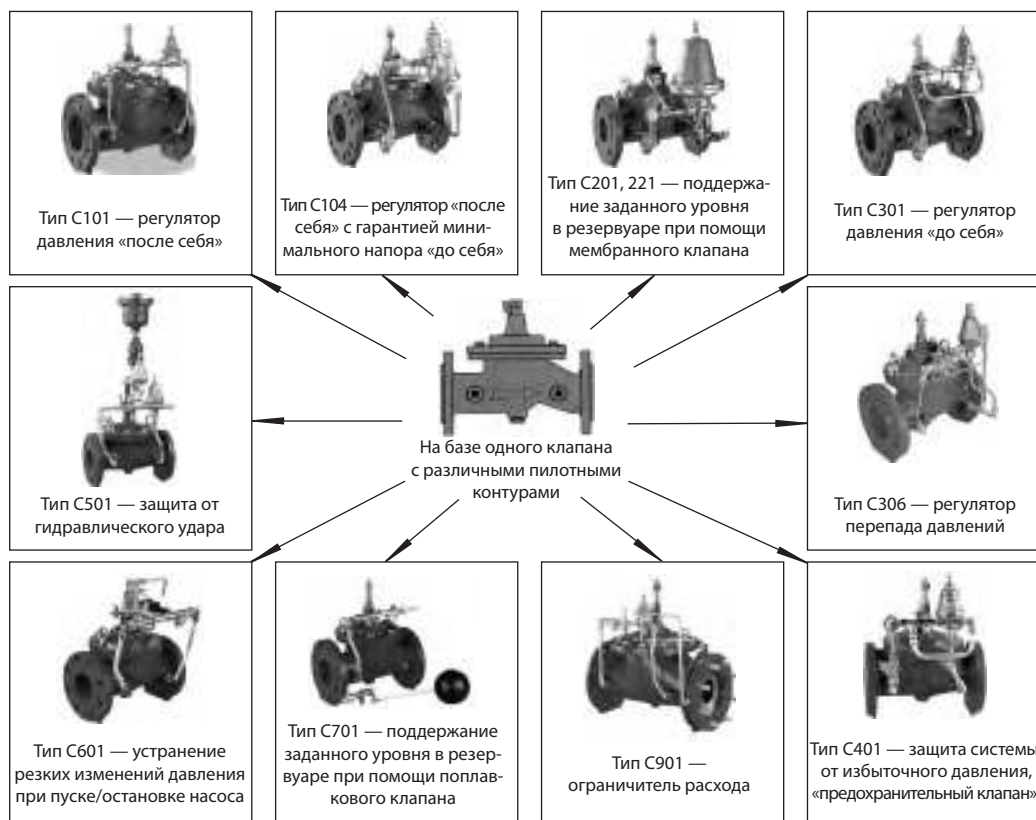 Тип С101 — регулятор
давления «после себя»
Тип С104 — регулятор «после
себя» с гарантией мини-
мального напора «до себя»
Тип С201, 221 — поддержа-
ние заданного уровня
в резервуаре при помощи
мембранного клапана
Тип С301 — регулятор
давления «до себя»
Тип С501 — защита от
гидравлического удара
На базе одного клапана
с различными пилотными
контурами
Тип С306 — регулятор
перепада давлений
Тип С601 — устранение
резких изменений давления
при пуске/остановке насоса
Тип С701 — поддержание
заданного уровня в резер-
вуаре при помощи поплав-
кового клапана
Тип С901 —
ограничитель расхода
Тип С401 — защита системы
от избыточного давления,
«предохранительный клапан»